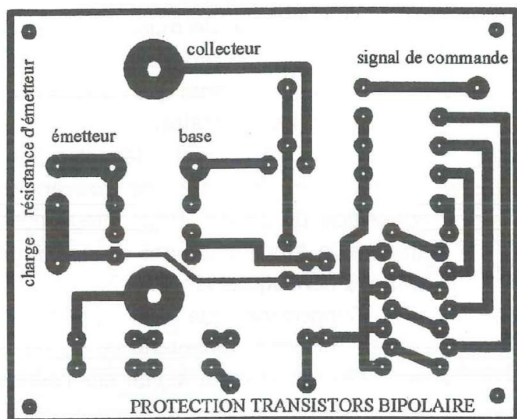 collecteur
signal de commande
émetteur
base
résistance d'émetteur
charge
PROTECTION TRANSISTORS BIPOLAIRE